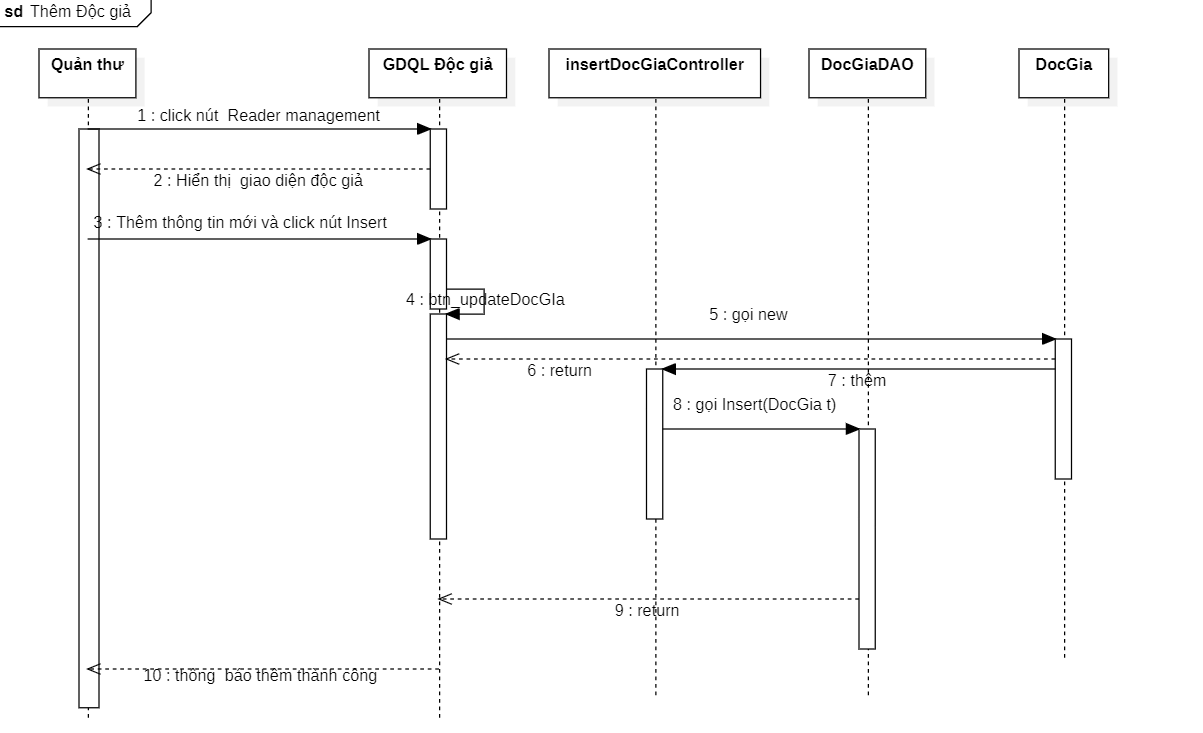 sd Thêm Độc giả
Quản thư
GDQL Độc giả
insertDocGiaController
DocGiaDAO
DocGia
1 : click nút  Reader management
2 : Hiển thị  giao diện độc giả
3 : Thêm thông tin mới và click nút Insert
4 : btn_updateDocGIa
5 : gọi new
6 : return
7 : thêm
8 : gọi Insert(DocGia t)
9 : return
10 : thông  báo thêm thành công